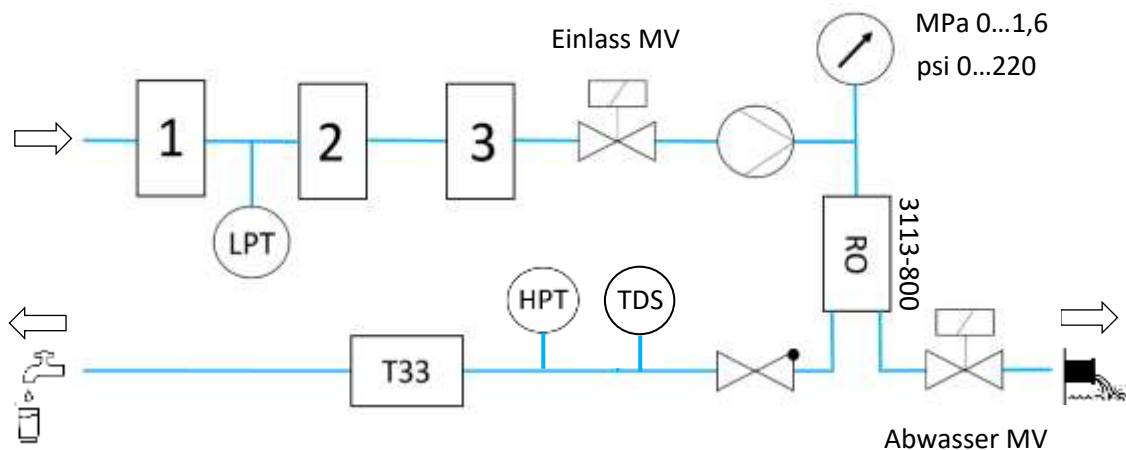 Einlass MV
MPa 0...1,6
psi 0...220
1
2
3
LPT
RO
3113-800
HPT
TDS
T33
Abwasser MV